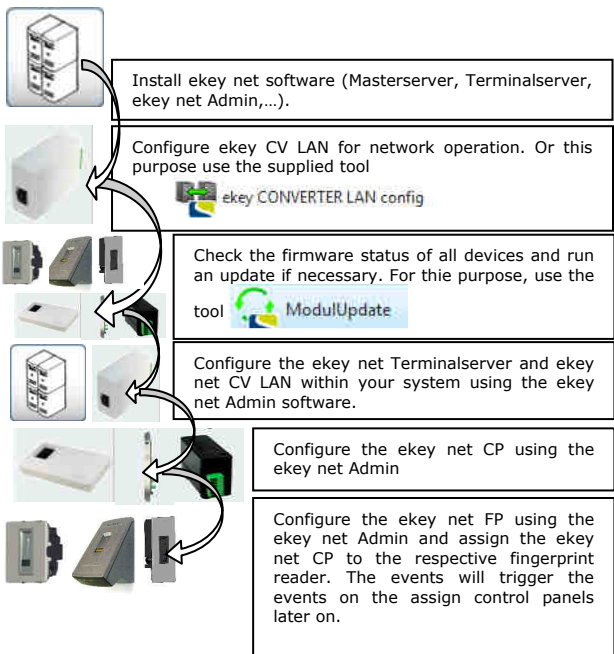 Install ekey net software (Masterserver, Terminalserver,
ekey net Admin,...).
Configure ekey CV LAN for network operation. Or this
purpose use the supplied tool
ekey CONVERTER LAN config
Check the firmware status of all devices and run
an update if necessary. For thie purpose, use the
tool ModulUpdate
Configure the ekey net Terminalserver and ekey
net CV LAN within your system using the ekey
net Admin software.
Configure the ekey net CP using the
ekey net Admin
Configure the ekey net FP using the
ekey net Admin and assign the ekey
net CP to the respective fingerprint
reader. The events will trigger the
events on the assign control panels
later on.